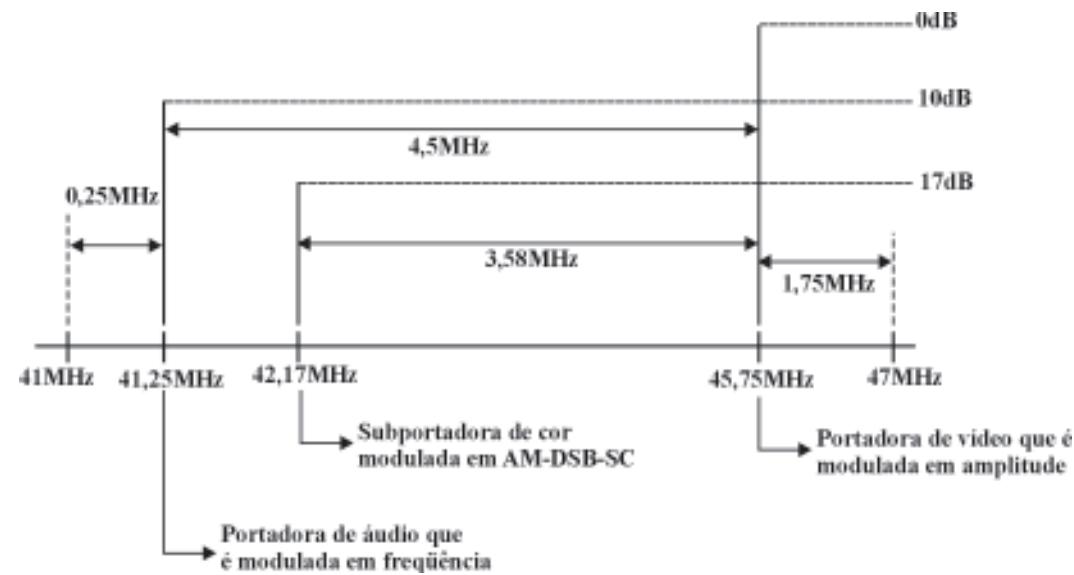 0dB
10dB
4,5MHz
17dB
0,25MHz
3,58MHz
1,75MHz
41MHz
41,25MHz
42,17MHz
45,75MHz
47MHz
Subportadora de cor
modulada em AM-DSB-SC
Portadora de vídeo que é
modulada em amplitude
Portadora de áudio que
é modulada em freqüência